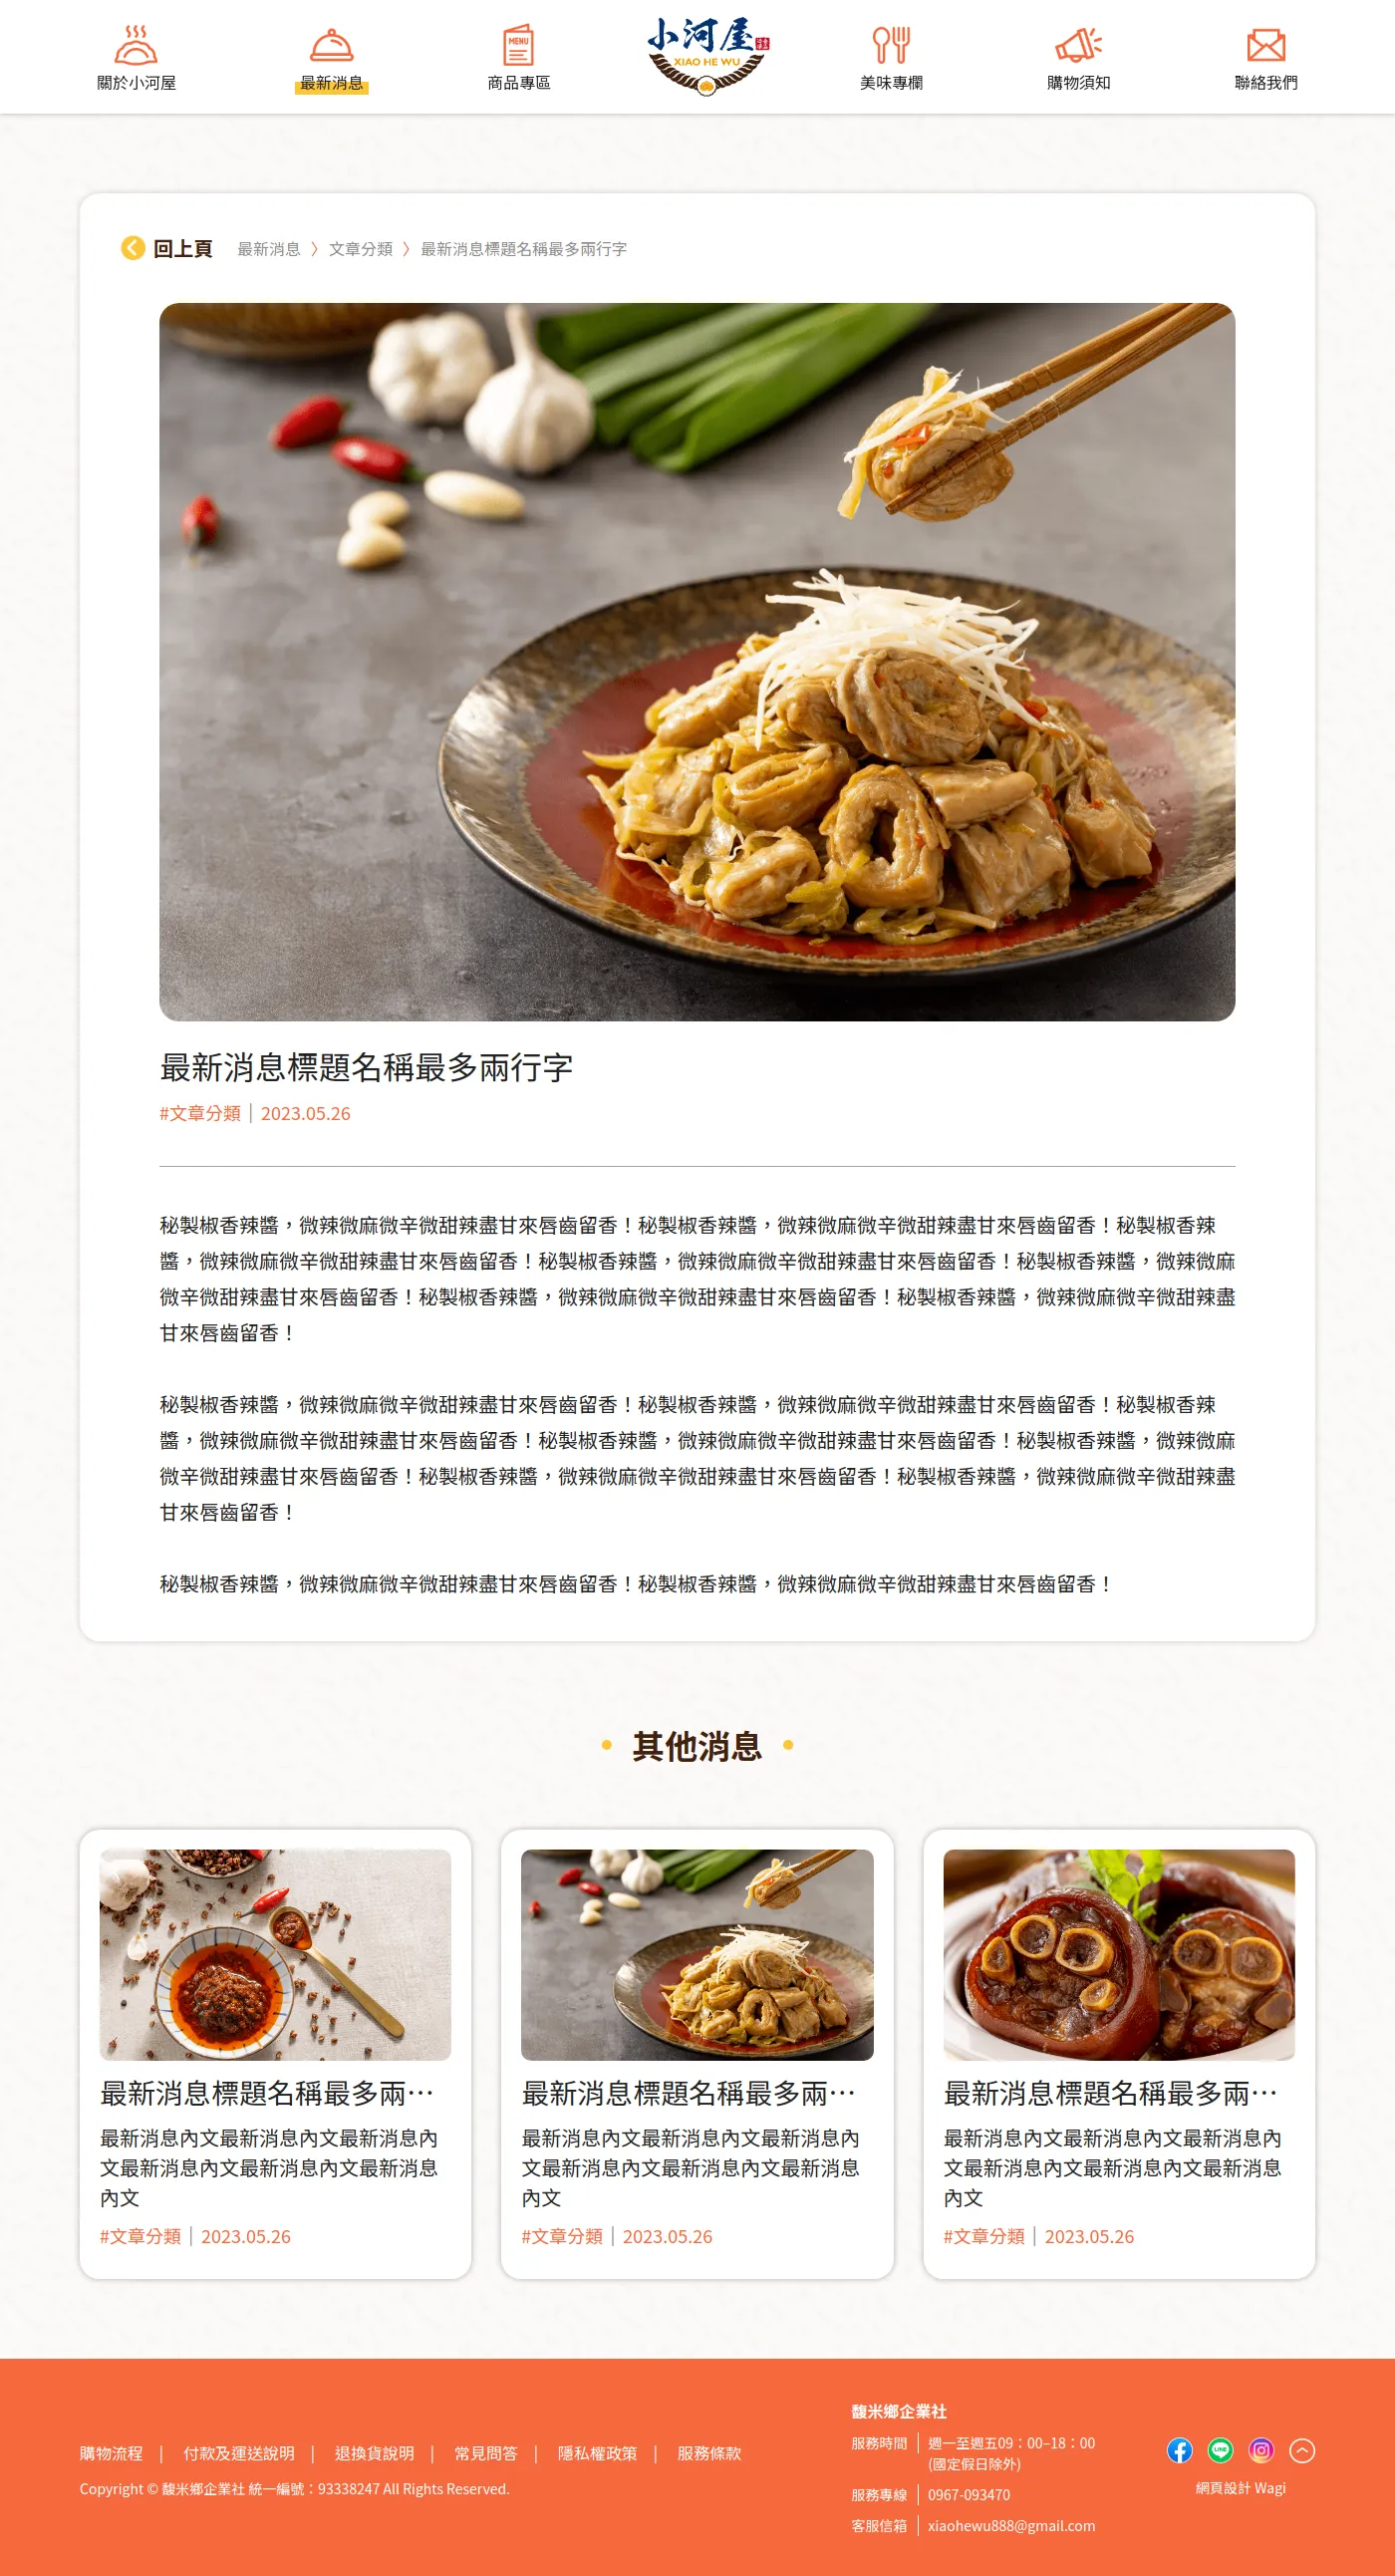 關於小河屋
最新消息
MENU
商品專區
小河屋
XIAO HE WU
美味專欄
購物須知
聯絡我們
回上頁 最新消息 〉 文章分類 〉 最新消息標題名稱最多兩行字
最新消息標題名稱最多兩行字
#文章分類│2023.05.26
秘製椒香辣醬，微辣微麻微辛微甜辣盡甘來唇齒留香！秘製椒香辣醬，微辣微麻微辛微甜辣盡甘來唇齒留香！秘製椒香辣
醬，微辣微麻微辛微甜辣盡甘來唇齒留香！秘製椒香辣醬，微辣微麻微辛微甜辣盡甘來唇齒留香！秘製椒香辣醬，微辣微麻
微辛微甜辣盡甘來唇齒留香！秘製椒香辣醬，微辣微麻微辛微甜辣盡甘來唇齒留香！秘製椒香辣醬，微辣微麻微辛微甜辣盡
甘來唇齒留香！
秘製椒香辣醬，微辣微麻微辛微甜辣盡甘來唇齒留香！秘製椒香辣醬，微辣微麻微辛微甜辣盡甘來唇齒留香！秘製椒香辣
醬，微辣微麻微辛微甜辣盡甘來唇齒留香！秘製椒香辣醬，微辣微麻微辛微甜辣盡甘來唇齒留香！秘製椒香辣醬，微辣微麻
微辛微甜辣盡甘來唇齒留香！秘製椒香辣醬，微辣微麻微辛微甜辣盡甘來唇齒留香！秘製椒香辣醬，微辣微麻微辛微甜辣盡
甘來唇齒留香！
秘製椒香辣醬，微辣微麻微辛微甜辣盡甘來唇齒留香！秘製椒香辣醬，微辣微麻微辛微甜辣盡甘來唇齒留香！
其他消息
最新消息標題名稱最多兩…
最新消息內文最新消息內文最新消息內
文最新消息內文最新消息內文最新消息
內文
#文章分類│2023.05.26
最新消息標題名稱最多兩…
最新消息內文最新消息內文最新消息內
文最新消息內文最新消息內文最新消息
內文
#文章分類│2023.05.26
最新消息標題名稱最多兩…
最新消息內文最新消息內文最新消息內
文最新消息內文最新消息內文最新消息
內文
#文章分類│2023.05.26
購物流程 │ 付款及運送說明 │ 退換貨說明 │ 常見問答 │ 隱私權政策 │ 服務條款
Copyright © 馥米鄉企業社 統一編號：93338247 All Rights Reserved.
馥米鄉企業社
服務時間 │ 週一至週五09：00–18：00
(國定假日除外)
服務專線 │ 0967-093470
客服信箱 │ xiaohewu888@gmail.com
LINE
網頁設計 Wagi